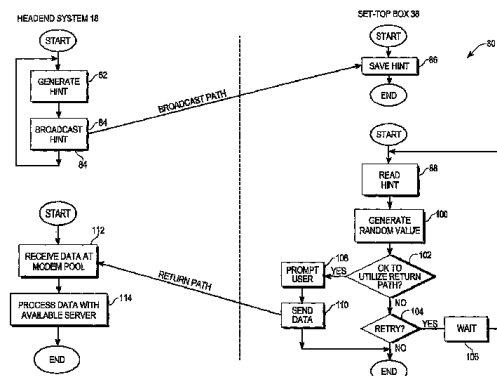 HEADEND SYSTEM 18
START
GENERATE
HINT
82
BROADCAST
HINT
84
84
START
RECEIVE DATA AT
MODEM POOL
112
PROCESS DATA WITH
AVAILABLE SERVER
114
END
BROADCAST PATH
RETURN PATH
SET-TOP BOX 38
80
START
SAVE HINT
86
END
START
READ
HINT
88
GENERATE
RANDOM VALUE
100
OK TO
UTILIZE RETURN
PATH?
102
YES
PROMPT
USER
108
SEND
DATA
110
NO
RETRY?
104
YES
WAIT
106
NO
END